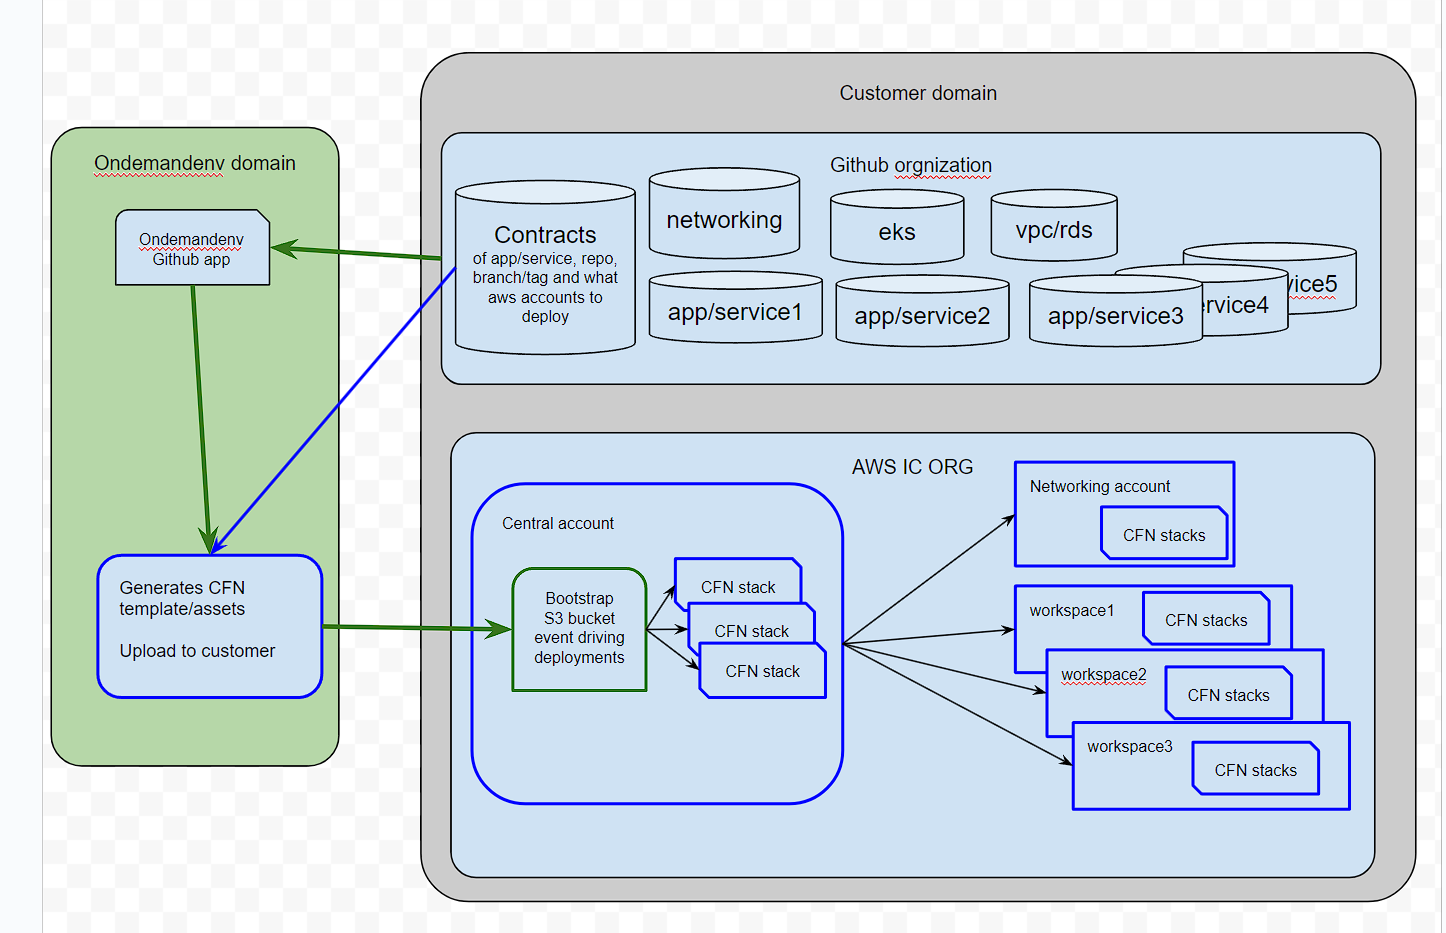 Customer domain
Ondemandenv domain
Ondemandenv
Github app
Generates CFN
template/assets
Upload to customer
Github orgnization
Contracts
of app/service, repo,
branch/tag and what
aws accounts to
deploy
networking
eks
vpc/rds
app/service1
app/service2
app/service3
ervice4
vice5
AWS IC ORG
Central account
Bootstrap
S3 bucket
event driving
deployments
CFN stack
CFN stack
CFN stack
Networking account
CFN stacks
workspace1
CFN stacks
workspace2
CFN stacks
workspace3
CFN stacks